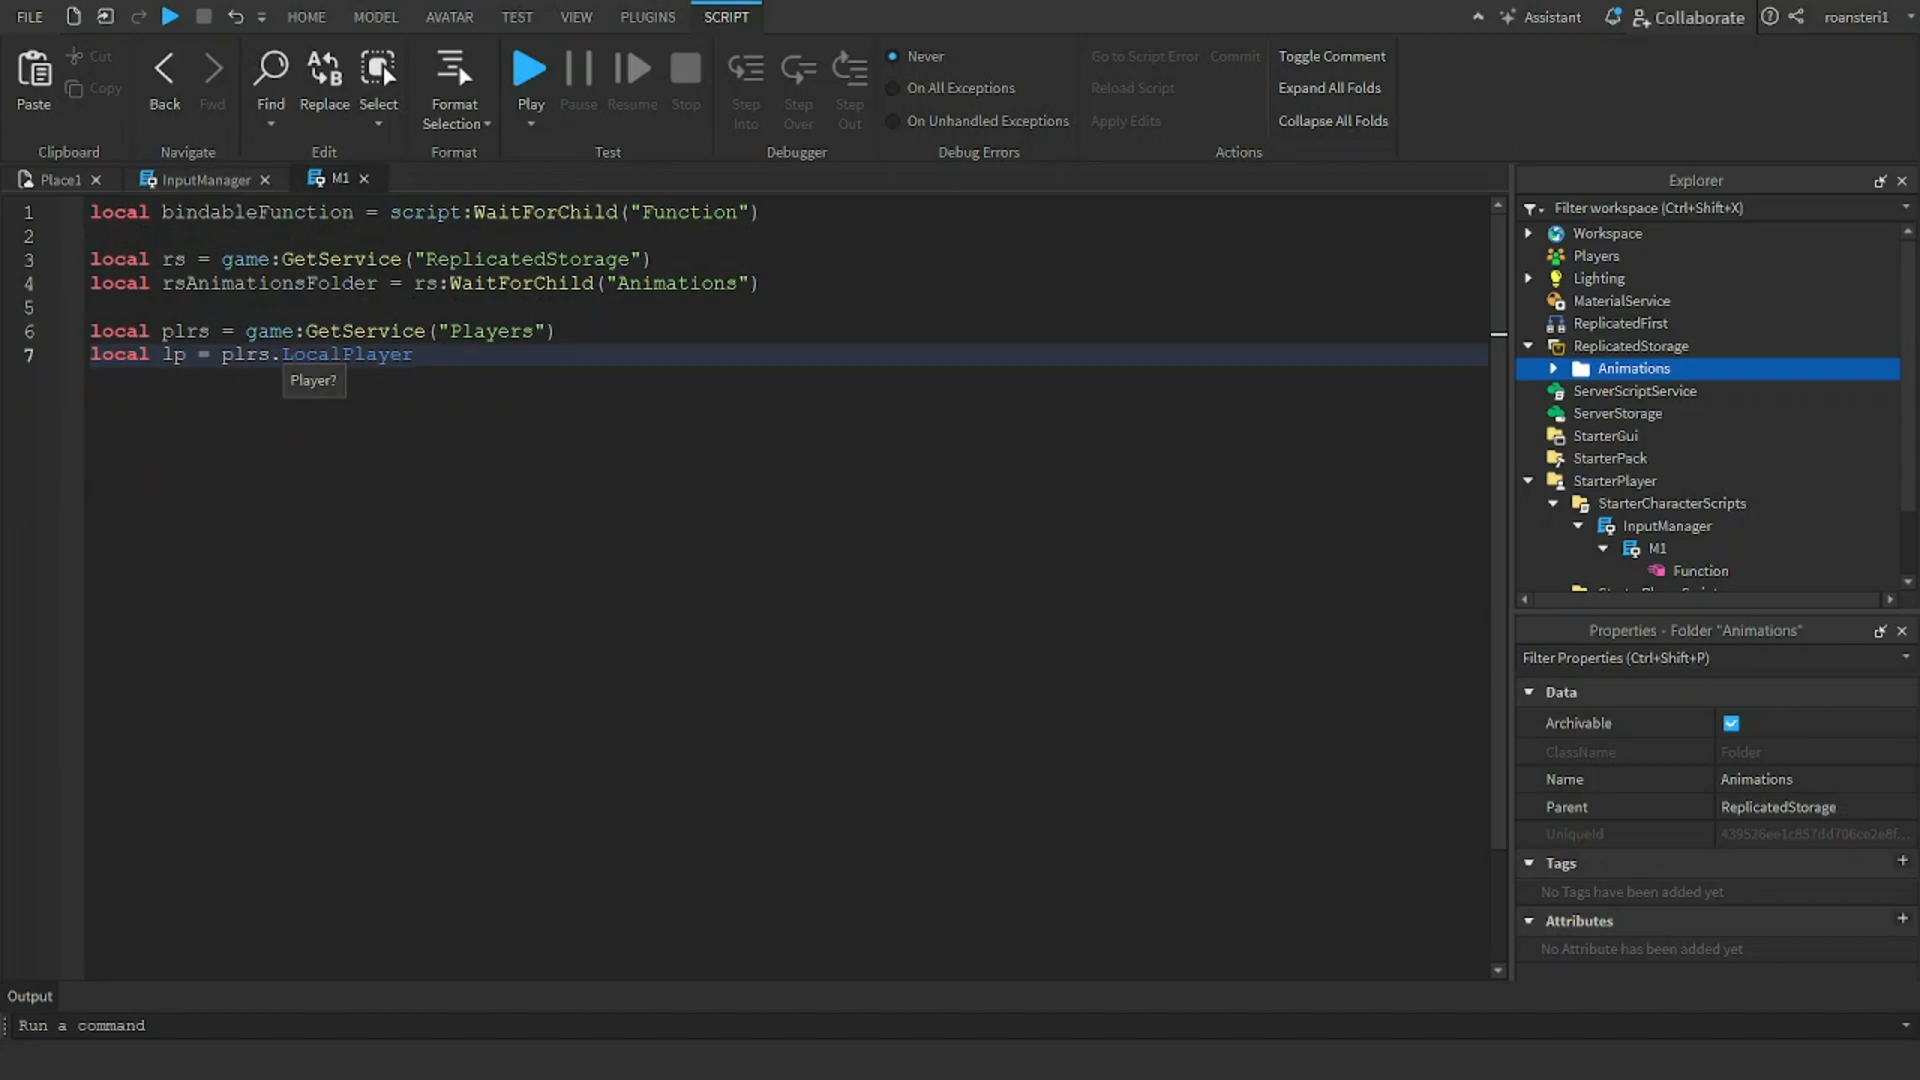 FILE HOME MODEL AVATAR TEST VIEW PLUGINS SCRIPT Assistant Collaborate roansteri1
Paste Cut Copy
Clipboard
Back Fwd
Navigate
Find Replace Select
Edit
Format Selection
Format
Play Pause Resume Stop
Test
Step Into Step Over Step Out
Debugger
Never
On All Exceptions
On Unhandled Exceptions
Debug Errors
Go to Script Error Commit
Reload Script
Apply Edits
Toggle Comment
Expand All Folds
Collapse All Folds
Actions
Place1 InputManager M1
1 local bindableFunction = script:WaitForChild("Function")
2
3 local rs = game:GetService("ReplicatedStorage")
4 local rsAnimationsFolder = rs:WaitForChild("Animations")
5
6 local plrs = game:GetService("Players")
7 local lp = plrs.LocalPlayer
Player?
Explorer
Filter workspace (Ctrl+Shift+X)
Workspace
Players
Lighting
MaterialService
ReplicatedFirst
ReplicatedStorage
Animations
ServerScriptService
ServerStorage
StarterGui
StarterPack
StarterPlayer
StarterCharacterScripts
InputManager
M1
Function
Properties - Folder "Animations"
Filter Properties (Ctrl+Shift+P)
Data
Archivable
ClassName Folder
Name Animations
Parent ReplicatedStorage
UniqueId 439526ee1c857dd706ce2e8f...
Tags
No Tags have been added yet
Attributes
No Attribute has been added yet
Output
Run a command